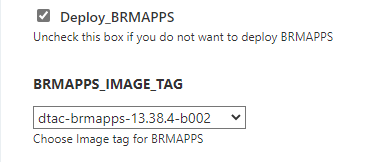 Deploy_BRMAPPS
Uncheck this box if you do not want to deploy BRMAPPS
BRMAPPS_IMAGE_TAG
dtac-brmapps-13.38.4-b002
Choose Image tag for BRMAPPS